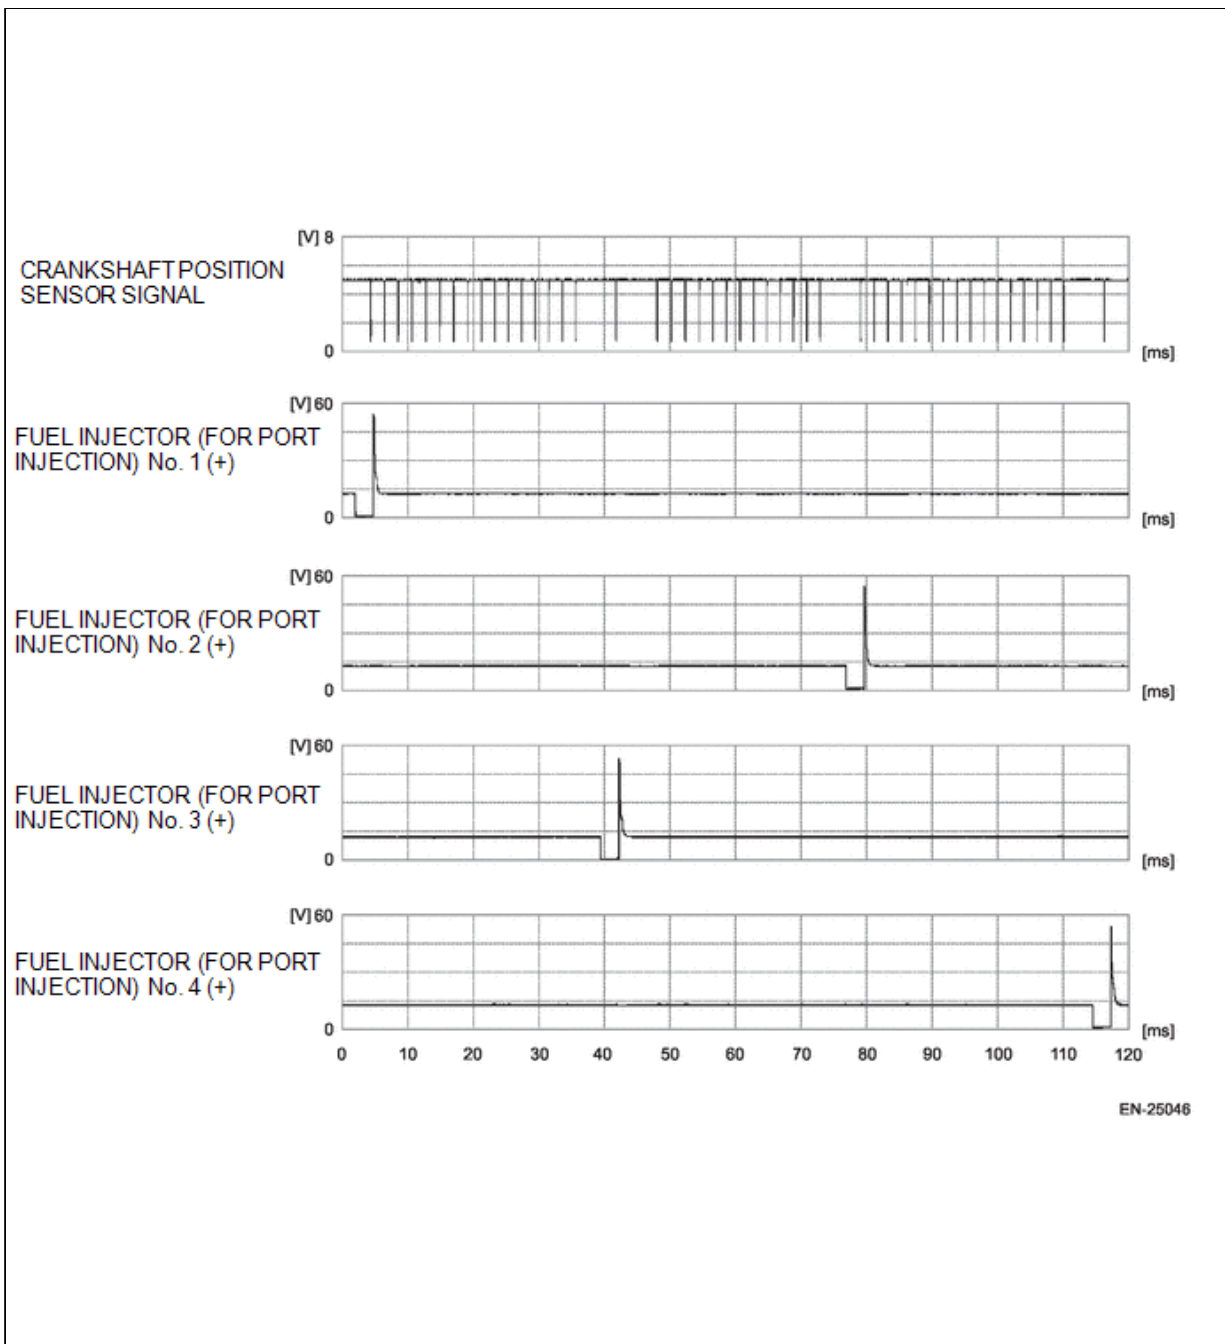 [V] 8
CRANKSHAFT POSITION
SENSOR SIGNAL
0
[ms]
[V] 60
FUEL INJECTOR (FOR PORT
INJECTION) No. 1 (+)
0
[ms]
[V] 60
FUEL INJECTOR (FOR PORT
INJECTION) No. 2 (+)
0
[ms]
[V] 60
FUEL INJECTOR (FOR PORT
INJECTION) No. 3 (+)
0
[ms]
[V] 60
FUEL INJECTOR (FOR PORT
INJECTION) No. 4 (+)
0
[ms]
0 10 20 30 40 50 60 70 80 90 100 110 120
EN-25046